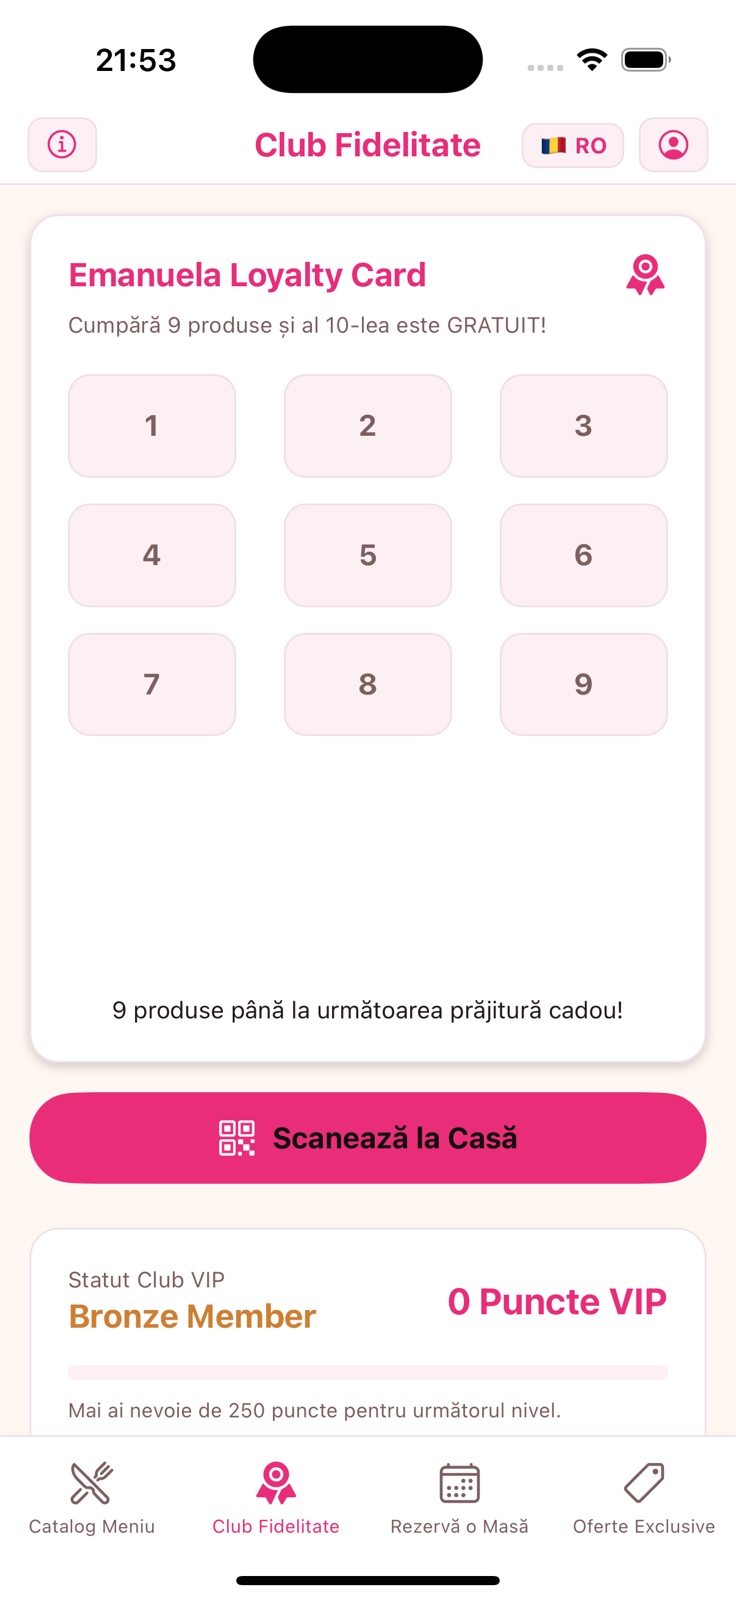 21:53
Club Fidelitate
RO
Emanuela Loyalty Card
Cumpără 9 produse și al 10-lea este GRATUIT!
1 2 3
4 5 6
7 8 9
9 produse până la următoarea prăjitură cadou!
Scanează la Casă
Statut Club VIP
Bronze Member
0 Puncte VIP
Mai ai nevoie de 250 puncte pentru următorul nivel.
Catalog Meniu
Club Fidelitate
Rezervă o Masă
Oferte Exclusive